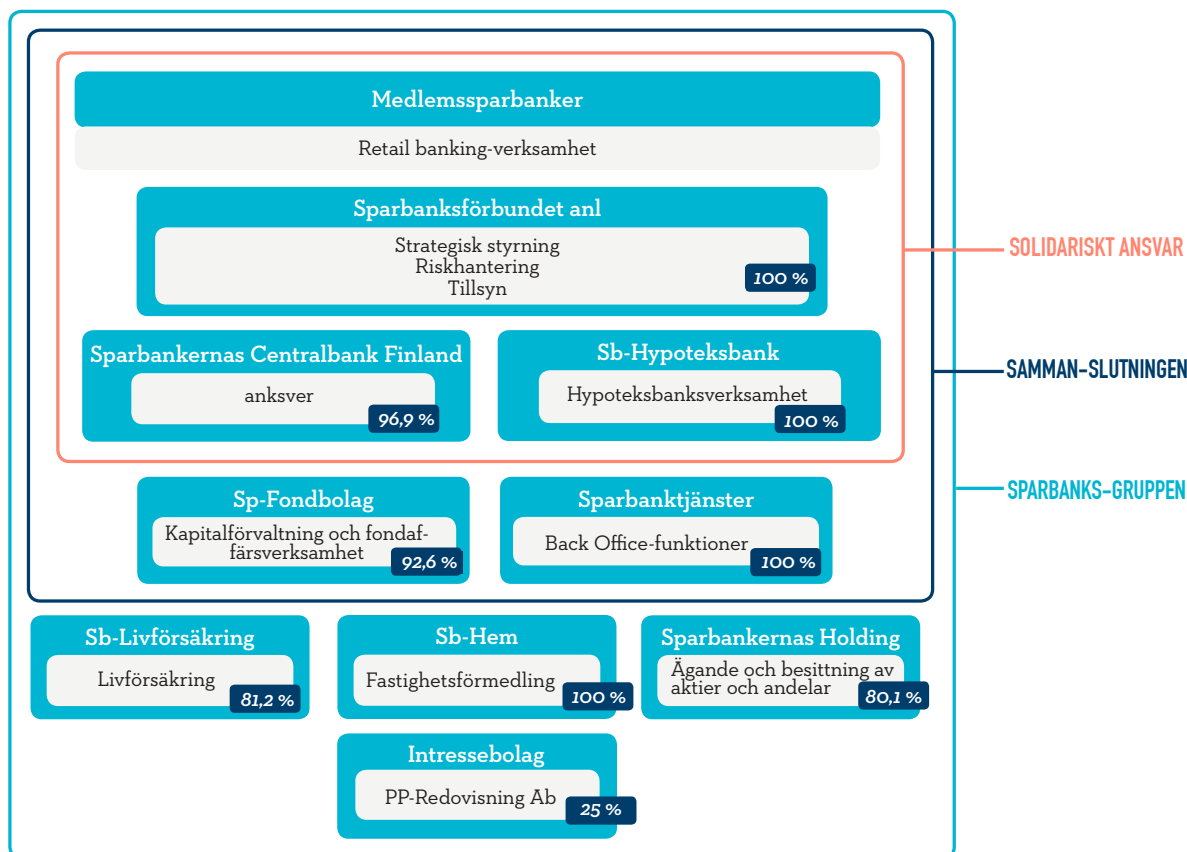 Medlemssparbanker
Retail banking-verksamhet
Sparbanksförbundet anl
Strategisk styrning
Riskhantering
Tillsyn
100 %
SOLIDARISKT ANSVAR
Sparbankernas Centralbank Finland
anksver
96,9 %
Sb-Hypoteksbank
Hypoteksbanksverksamhet
100 %
SAMMAN-SLUTNINGEN
Sp-Fondbolag
Kapitalförvaltning och fondaf-
färsverksamhet
92,6 %
Sparbanktjänster
Back Office-funktioner
100 %
SPARBANKS-GRUPPEN
Sb-Livförsäkring
Livförsäkring
81,2 %
Sb-Hem
Fastighetsförmedling
100 %
Sparbankernas Holding
Ägande och besittning av
aktier och andelar
80,1 %
Intressebolag
PP-Redovisning Ab
25 %